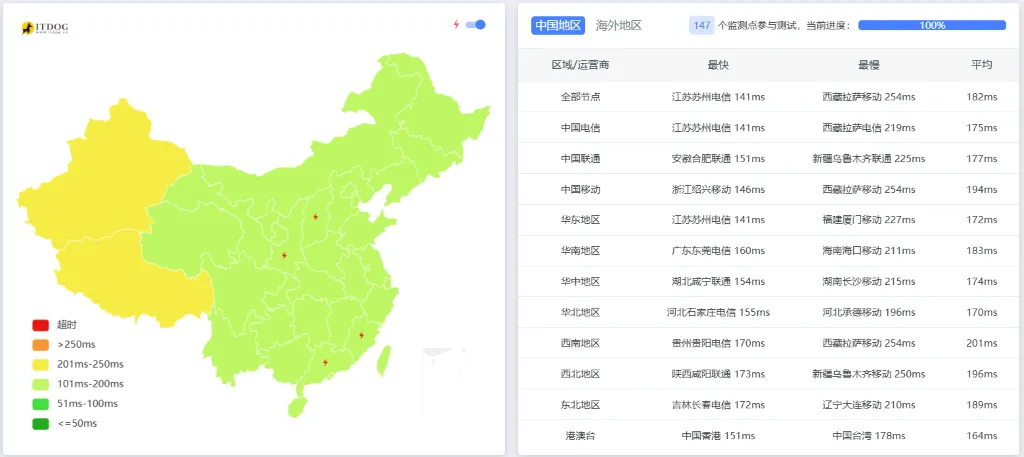 ITDOG
www.itdog.cn
超时
>250ms
201ms-250ms
101ms-200ms
51ms-100ms
<=50ms
中国地区 海外地区 147 个监测点参与测试，当前进度： 100%
区域/运营商 最快 最慢 平均
全部节点 江苏苏州电信 141ms 西藏拉萨移动 254ms 182ms
中国电信 江苏苏州电信 141ms 西藏拉萨电信 219ms 175ms
中国联通 安徽合肥联通 151ms 新疆乌鲁木齐联通 225ms 177ms
中国移动 浙江绍兴移动 146ms 西藏拉萨移动 254ms 194ms
华东地区 江苏苏州电信 141ms 福建厦门移动 227ms 172ms
华南地区 广东东莞电信 160ms 海南海口移动 211ms 183ms
华中地区 湖北咸宁联通 154ms 湖南长沙移动 215ms 174ms
华北地区 河北石家庄电信 155ms 河北承德移动 196ms 170ms
西南地区 贵州贵阳电信 170ms 西藏拉萨移动 254ms 201ms
西北地区 陕西咸阳联通 173ms 新疆乌鲁木齐移动 250ms 196ms
东北地区 吉林长春电信 172ms 辽宁大连移动 210ms 189ms
港澳台 中国香港 151ms 中国台湾 178ms 164ms